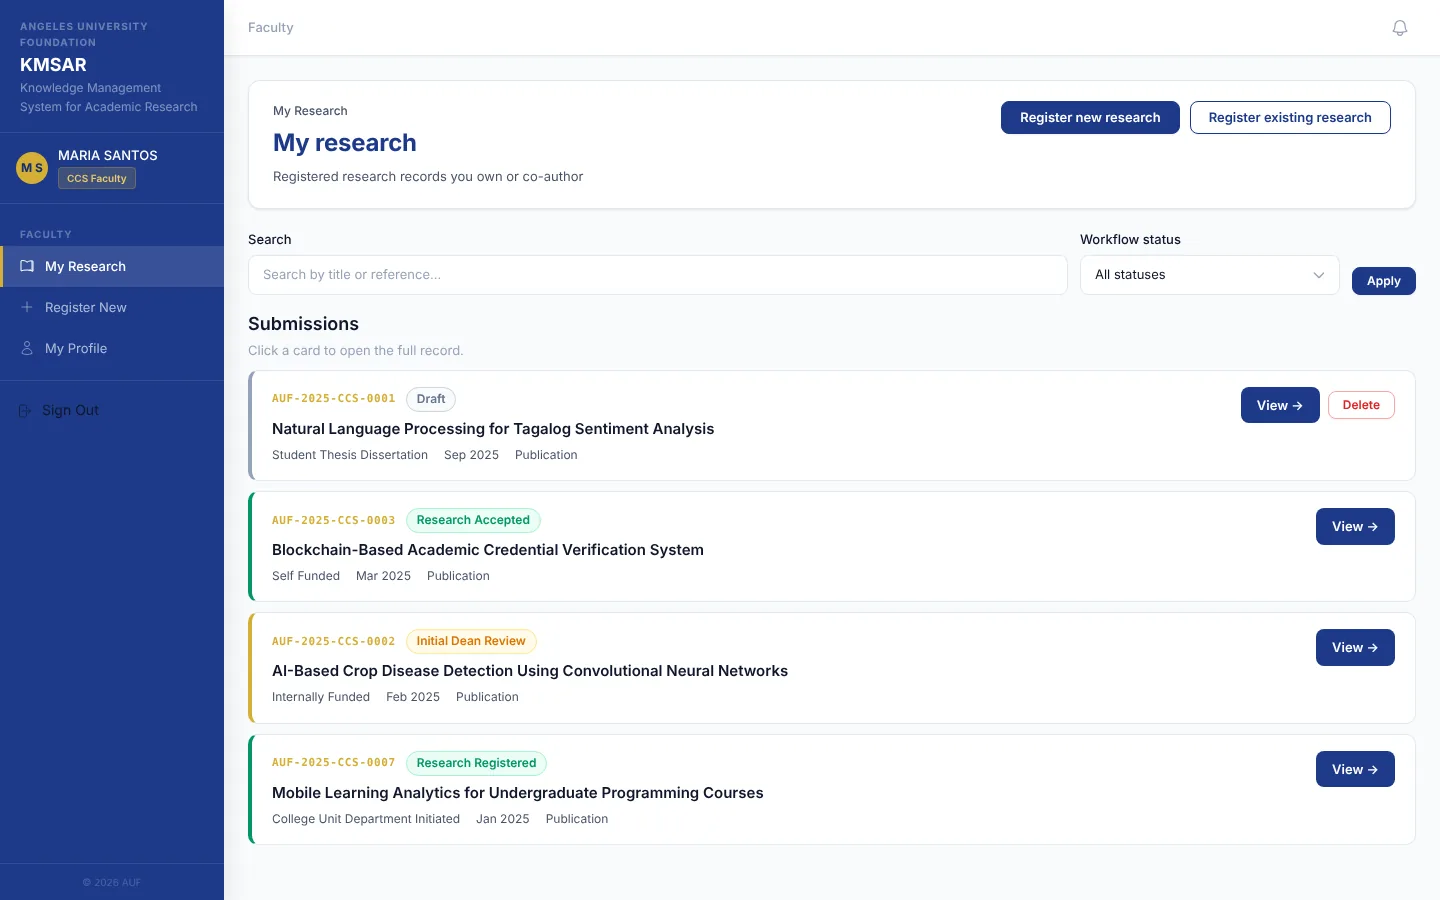 ANGELES UNIVERSITY
FOUNDATION
KMSAR
Knowledge Management
System for Academic Research
MS
MARIA SANTOS
CCS Faculty
FACULTY
My Research
Register New
My Profile
Sign Out
© 2026 AUF
Faculty
My Research
My research
Registered research records you own or co-author
Register new research
Register existing research
Search
Search by title or reference...
Workflow status
All statuses
Apply
Submissions
Click a card to open the full record.
AUF-2025-CCS-0001 Draft
Natural Language Processing for Tagalog Sentiment Analysis
Student Thesis Dissertation Sep 2025 Publication
View →
Delete
AUF-2025-CCS-0003 Research Accepted
Blockchain-Based Academic Credential Verification System
Self Funded Mar 2025 Publication
View →
AUF-2025-CCS-0002 Initial Dean Review
AI-Based Crop Disease Detection Using Convolutional Neural Networks
Internally Funded Feb 2025 Publication
View →
AUF-2025-CCS-0007 Research Registered
Mobile Learning Analytics for Undergraduate Programming Courses
College Unit Department Initiated Jan 2025 Publication
View →